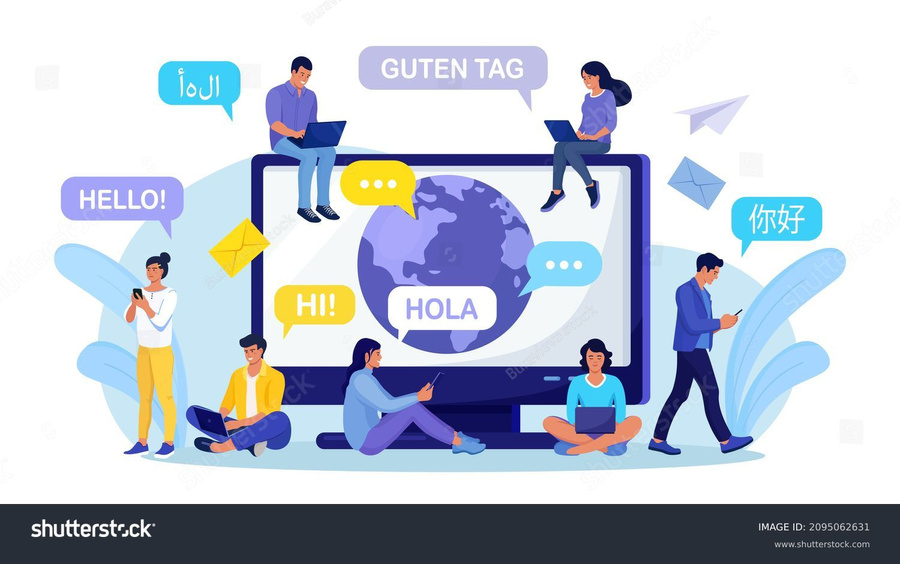 الهأ
GUTEN TAG
HELLO!
你好
HI!
HOLA
shutterstock
IMAGE ID: 2095062631
www.shutterstock.com